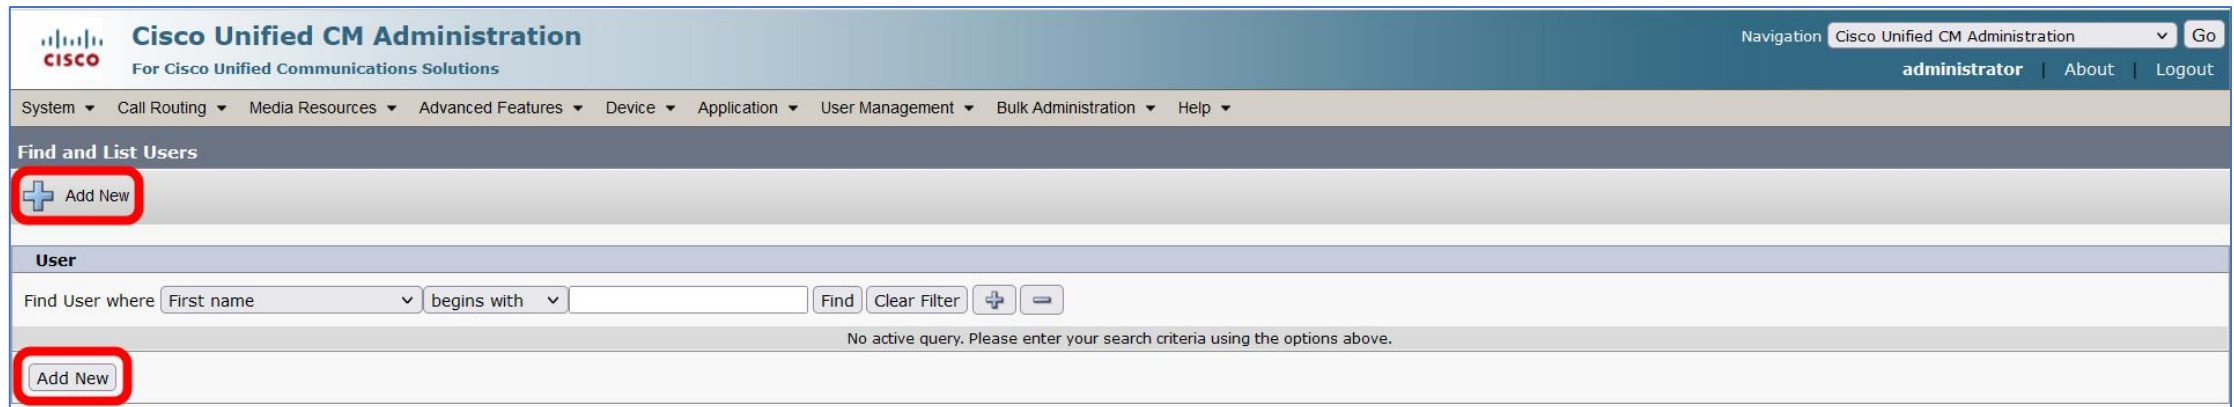 CISCO
Cisco Unified CM Administration
For Cisco Unified Communications Solutions
Navigation Cisco Unified CM Administration Go
administrator | About | Logout
System Call Routing Media Resources Advanced Features Device Application User Management Bulk Administration Help
Find and List Users
Add New
User
Find User where First name begins with Find Clear Filter
No active query. Please enter your search criteria using the options above.
Add New